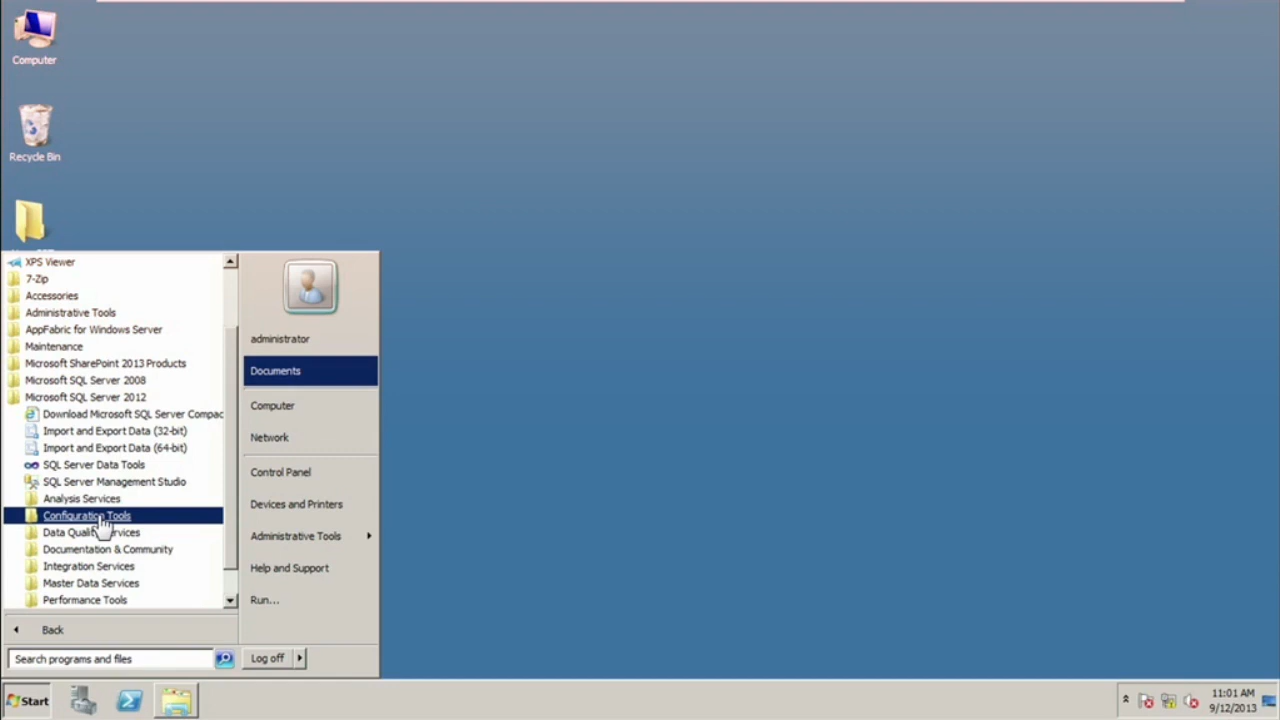 Computer
Recycle Bin
XPS Viewer
7-Zip
Accessories
Administrative Tools
AppFabric for Windows Server
Maintenance
Microsoft SharePoint 2013 Products
Microsoft SQL Server 2008
Microsoft SQL Server 2012
Download Microsoft SQL Server Compac
Import and Export Data (32-bit)
Import and Export Data (64-bit)
SQL Server Data Tools
SQL Server Management Studio
Analysis Services
Configuration Tools
Data Quality Services
Documentation & Community
Integration Services
Master Data Services
Performance Tools
Back
Search programs and files
administrator
Documents
Computer
Network
Control Panel
Devices and Printers
Administrative Tools
Help and Support
Run...
Log off
Start
11:01 AM
9/12/2013